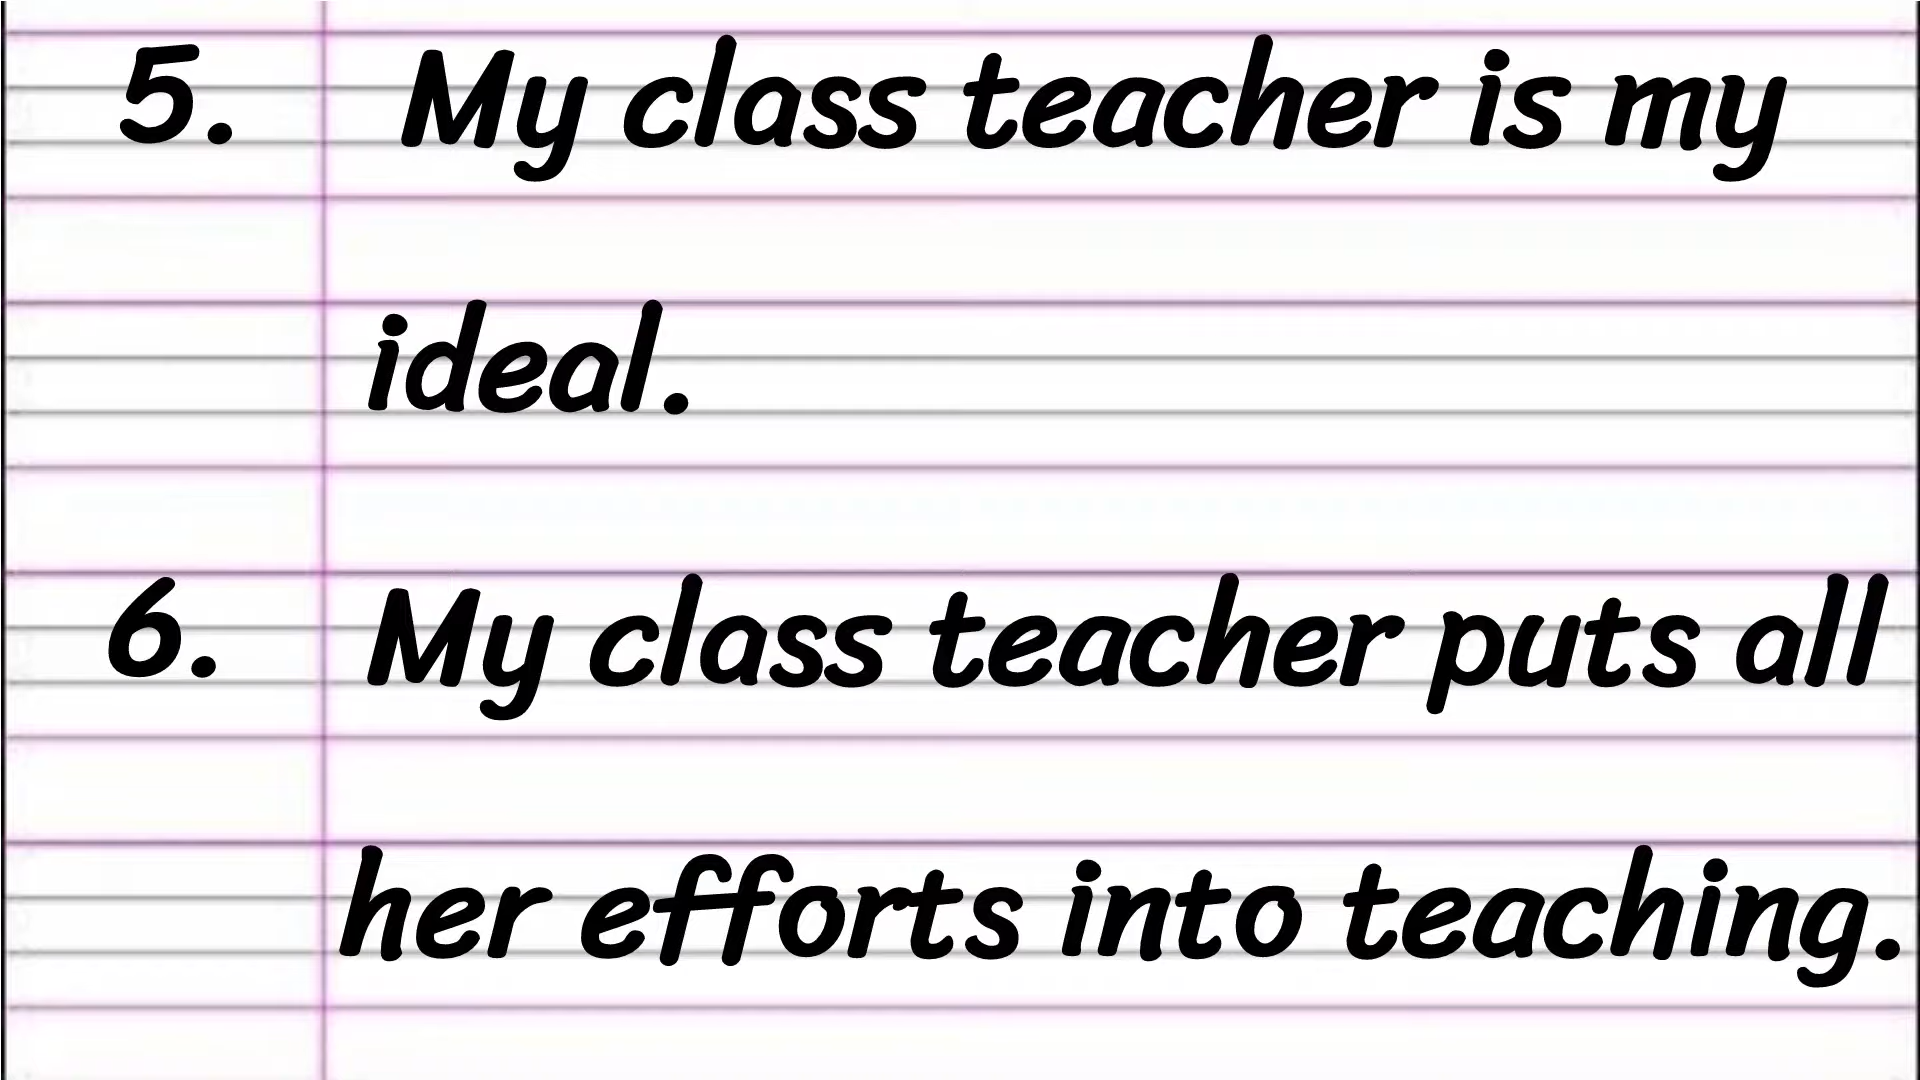 5. My class teacher is my
ideal.
6. My class teacher puts all
her efforts into teaching.